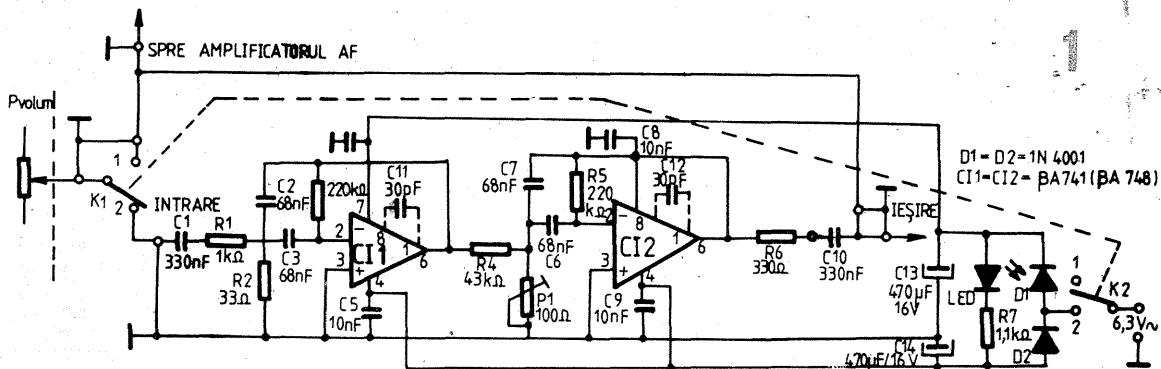 1
SPRE AMPLIFICATORUL AF
Pvolum
1
K1
2
INTRARE
C1
330nF
R1
1kΩ
C2
68nF
R2
33Ω
C3
68nF
220kΩ
C11
30pF
7
2
-
8
CI1
1
6
3
+
4
C5
10nF
R4
43kΩ
P1
100Ω
C7
68nF
68nF
C6
R5
220
kΩ
C8
10nF
C12
30pF
2
-
8
CI2
1
6
3
+
4
C9
10nF
R6
330Ω
C10
330nF
IEŞIRE
D1=D2=1N 4001
CI1=CI2= βA741(βA 748)
C13
470µF
16V
LED
R7
1,1kΩ
D1
D2
C14
470µF/16V
1
K2
2
6,3V~